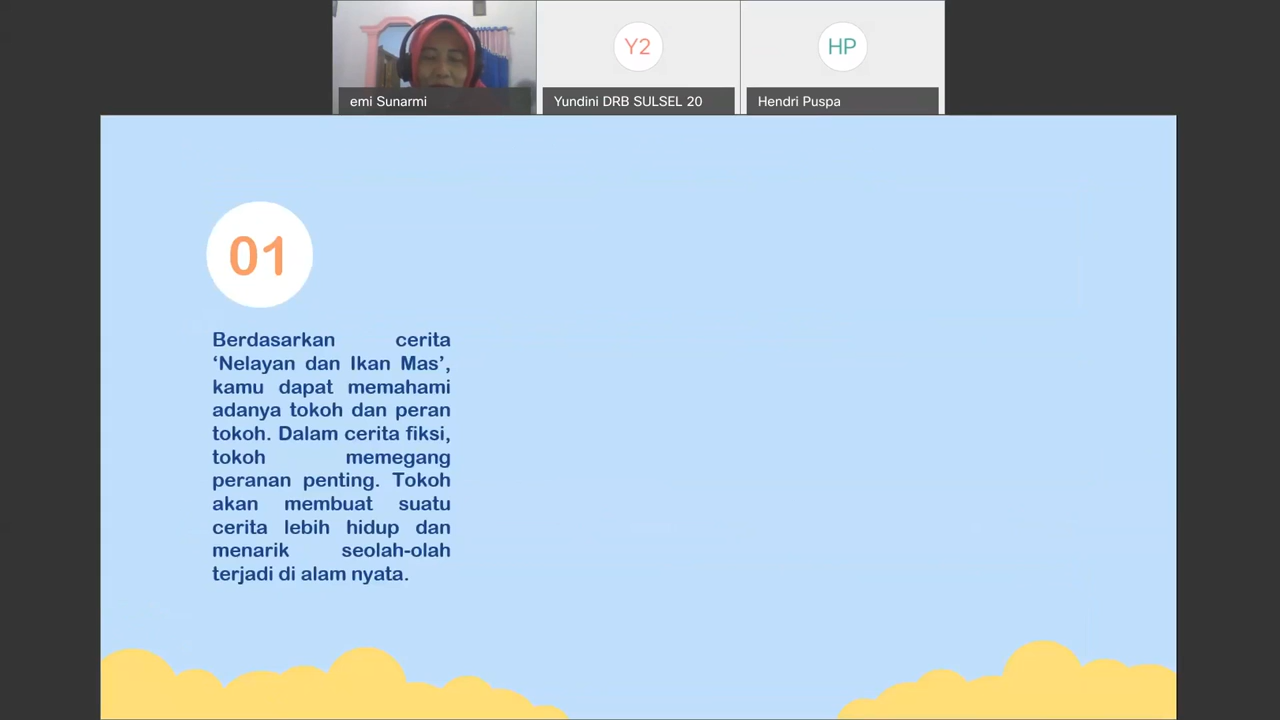 Y2
HP
emi Sunarmi
Yundini DRB SULSEL 20
Hendri Puspa
01
Berdasarkan cerita
‘Nelayan dan Ikan Mas’,
kamu dapat memahami
adanya tokoh dan peran
tokoh. Dalam cerita fiksi,
tokoh memegang
peranan penting. Tokoh
akan membuat suatu
cerita lebih hidup dan
menarik seolah-olah
terjadi di alam nyata.